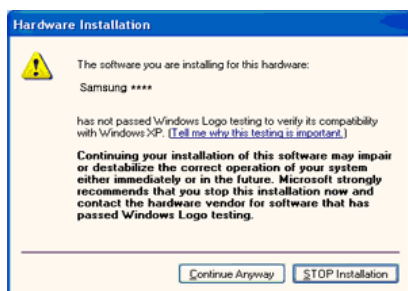 Hardware Installation
The software you are installing for this hardware:
Samsung ****
has not passed Windows Logo testing to verify its compatibility
with Windows XP. (Tell me why this testing is important.)
Continuing your installation of this software may impair
or destabilize the correct operation of your system
either immediately or in the future. Microsoft strongly
recommends that you stop this installation now and
contact the hardware vendor for software that has
passed Windows Logo testing.
Continue Anyway
STOP Installation